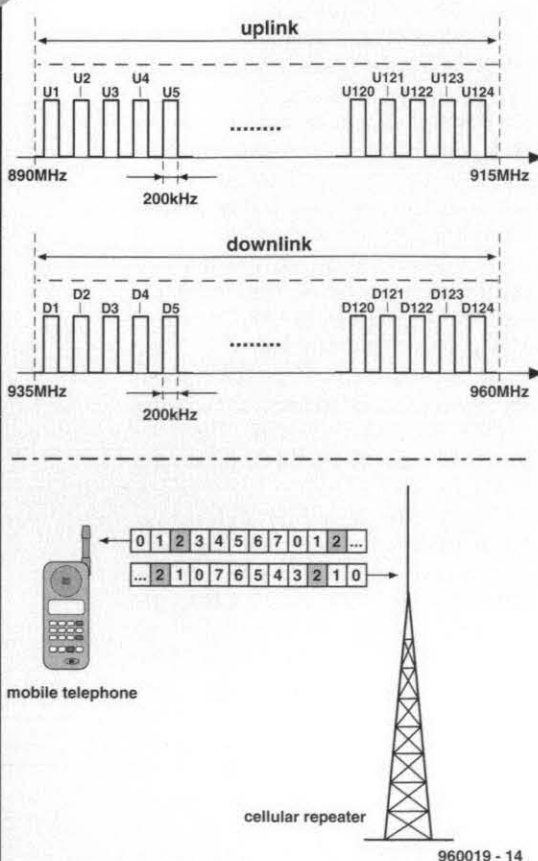 uplink
U2 U4 U121 U123
U1 U3 U5 U120 U122 U124
........
890MHz 915MHz
200kHz
downlink
D2 D4 D121 D123
D1 D3 D5 D120 D122 D124
........
935MHz 960MHz
200kHz
0 1 2 3 4 5 6 7 0 1 2 ...
... 2 1 0 7 6 5 4 3 2 1 0
mobile telephone
cellular repeater
960019 - 14